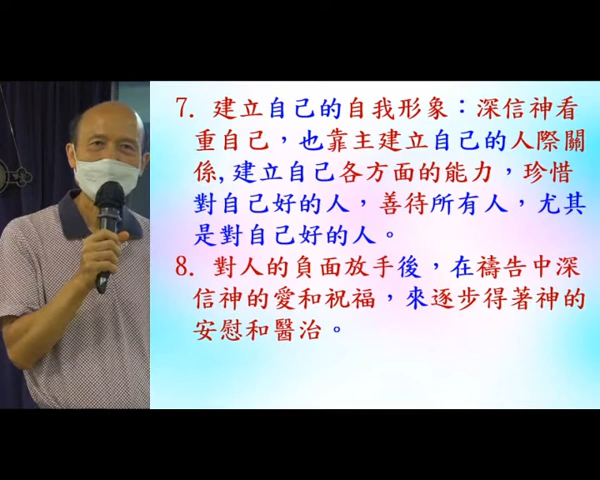 7. 建立自己的自我形象：深信神看
重自己，也靠主建立自己的人際關
係,建立自己各方面的能力，珍惜
對自己好的人，善待所有人，尤其
是對自己好的人。
8. 對人的負面放手後，在禱告中深
信神的愛和祝福，來逐步得著神的
安慰和醫治。